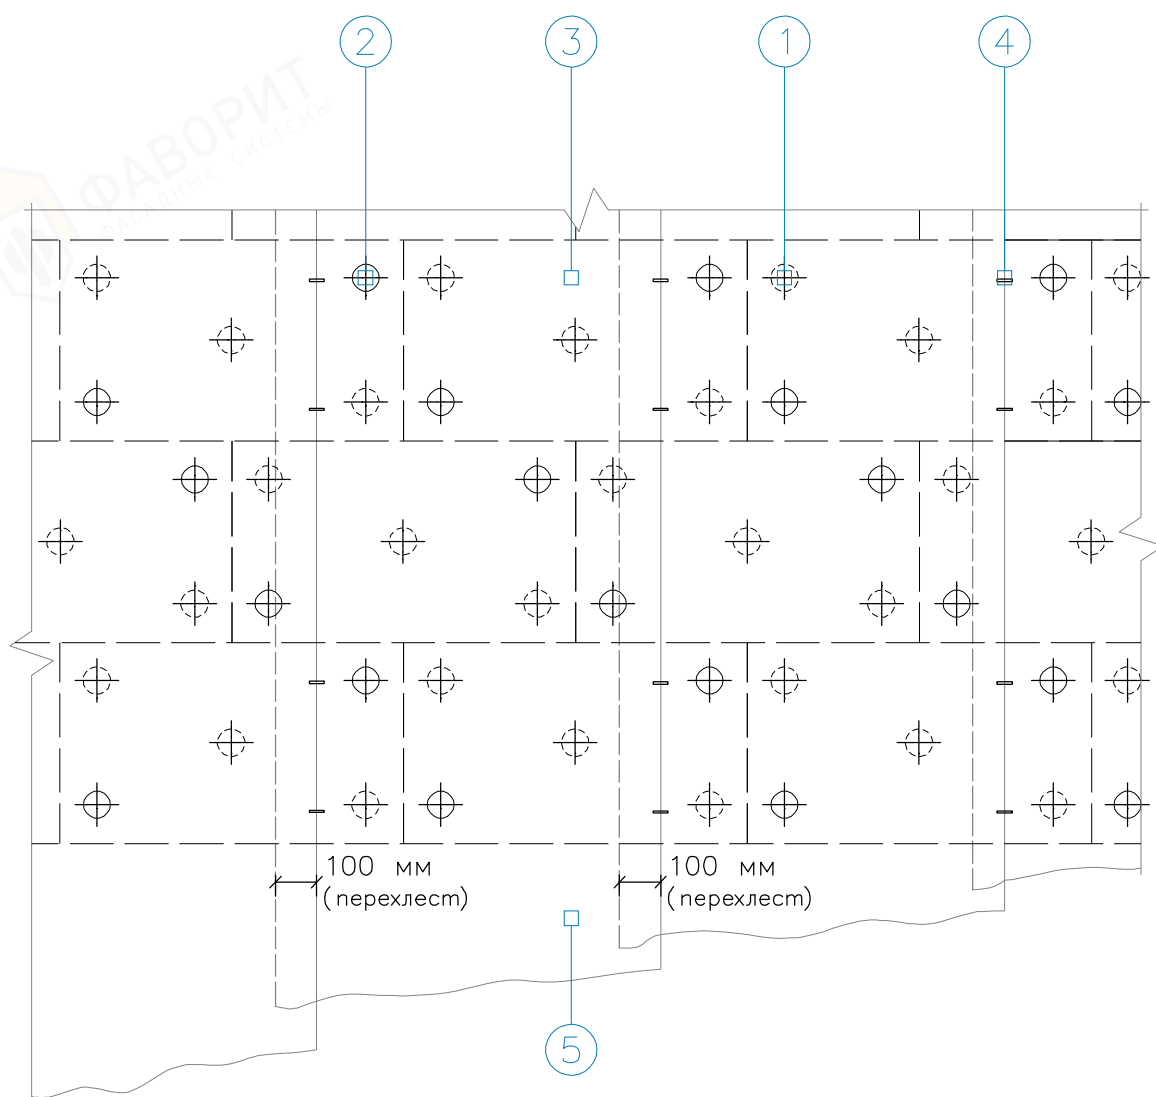 2 3 1 4
ФАВОРИТ
ФАСАДНЫЕ СИСТЕМЫ
100 мм
(перехлест)
100 мм
(перехлест)
5